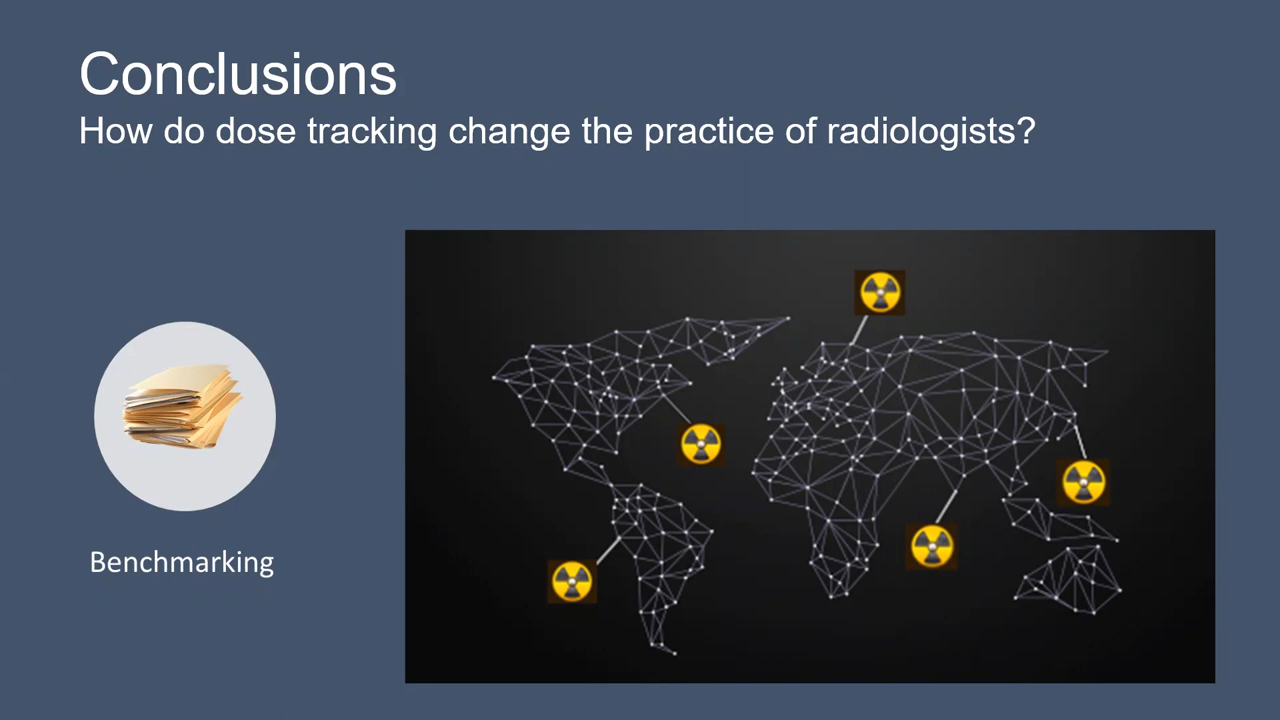 Conclusions
How do dose tracking change the practice of radiologists?
Benchmarking